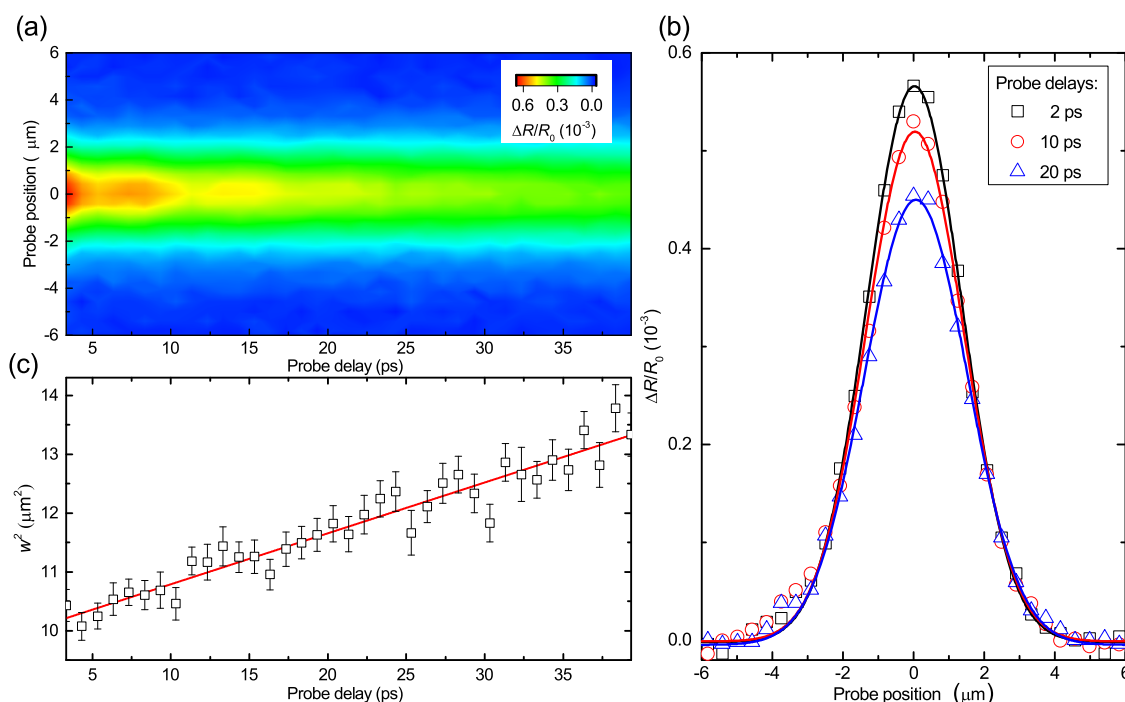 (a)
6
4
2
0
-2
-4
-6
Probe position ( μm)
0.6 0.3 0.0
ΔR/R0 (10-3)
5 10 15 20 25 30 35
Probe delay (ps)
(c)
14
13
12
11
10
w2 (μm2)
5 10 15 20 25 30 35
Probe delay (ps)
(b)
0.6
0.4
0.2
0.0
ΔR/R0 (10-3)
Probe delays:
2 ps
10 ps
20 ps
-6 -4 -2 0 2 4 6
Probe position (μm)